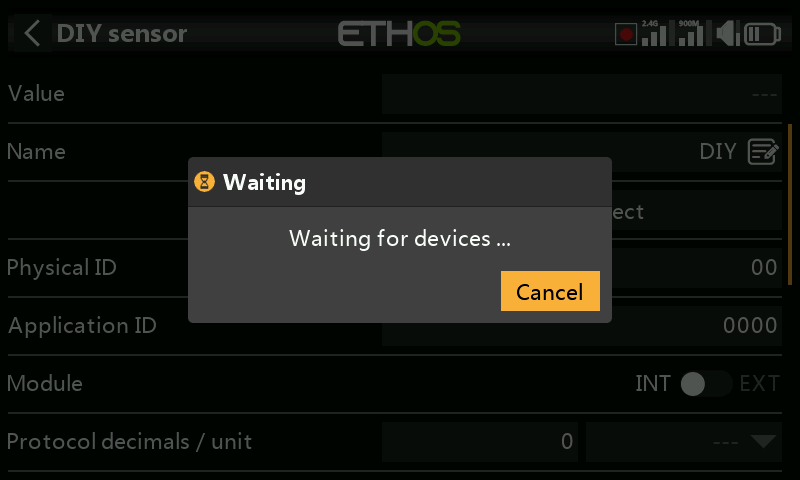 DIY sensor
ETHOS
2.4G
900M
Value
---
Name
DIY
Waiting
ect
Waiting for devices ...
Physical ID
00
Cancel
Application ID
0000
Module
INT
EXT
Protocol decimals / unit
0
---